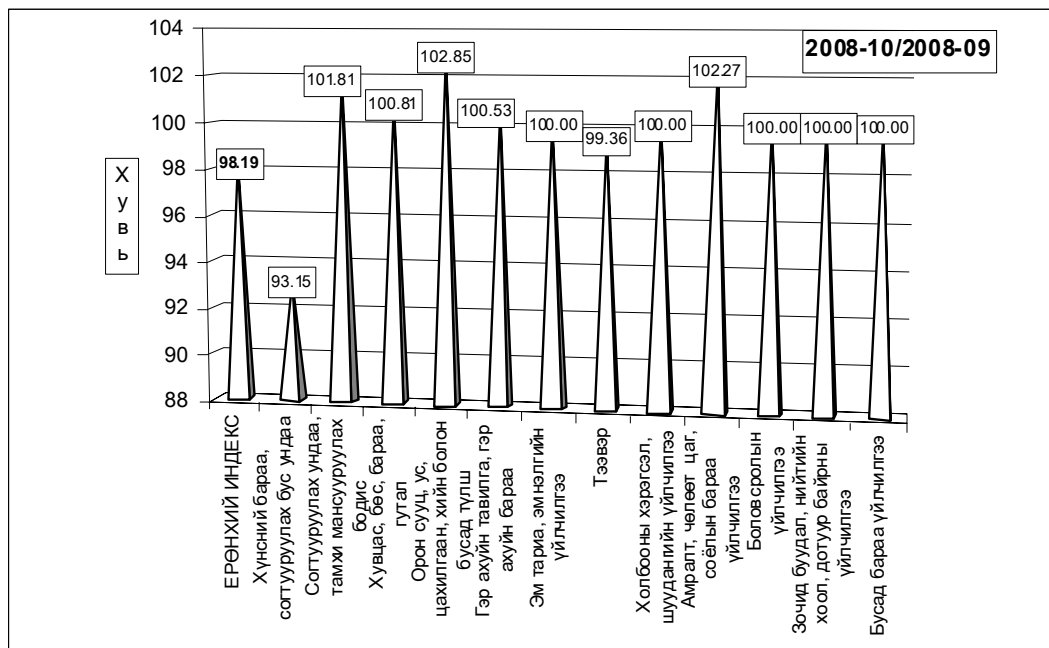 2008-10/2008-09
104
102
100
98
96
94
92
90
88
Хувь
98.19
93.15
101.81
100.81
102.85
100.53
100.00
99.36
100.00
102.27
100.00
100.00
100.00
ЕРӨНХИЙ ИНДЕКС
Хүнсний бараа,
согтууруулах бус ундаа
Согтууруулах ундаа,
тамхи мансууруулах
бодис
Хувцас, бөс, бараа,
гутал
Орон сууц, ус,
цахилгаан, хийн болон
бусад түлш
Гэр ахуйн тавилга, гэр
ахуйн бараа
Эм тариа, эмнэлгийн
үйлчилгээ
Тээвэр
Холбооны хэрэгсэл,
шуудангийн үйлчилгээ
Амралт, чөлөөт цаг,
соёлын бараа
үйлчилгээ
Боловсролын
үйлчилгээ
Зочид буудал, нийтийн
хоол, дотуур байрны
үйлчилгээ
Бусад бараа үйлчилгээ